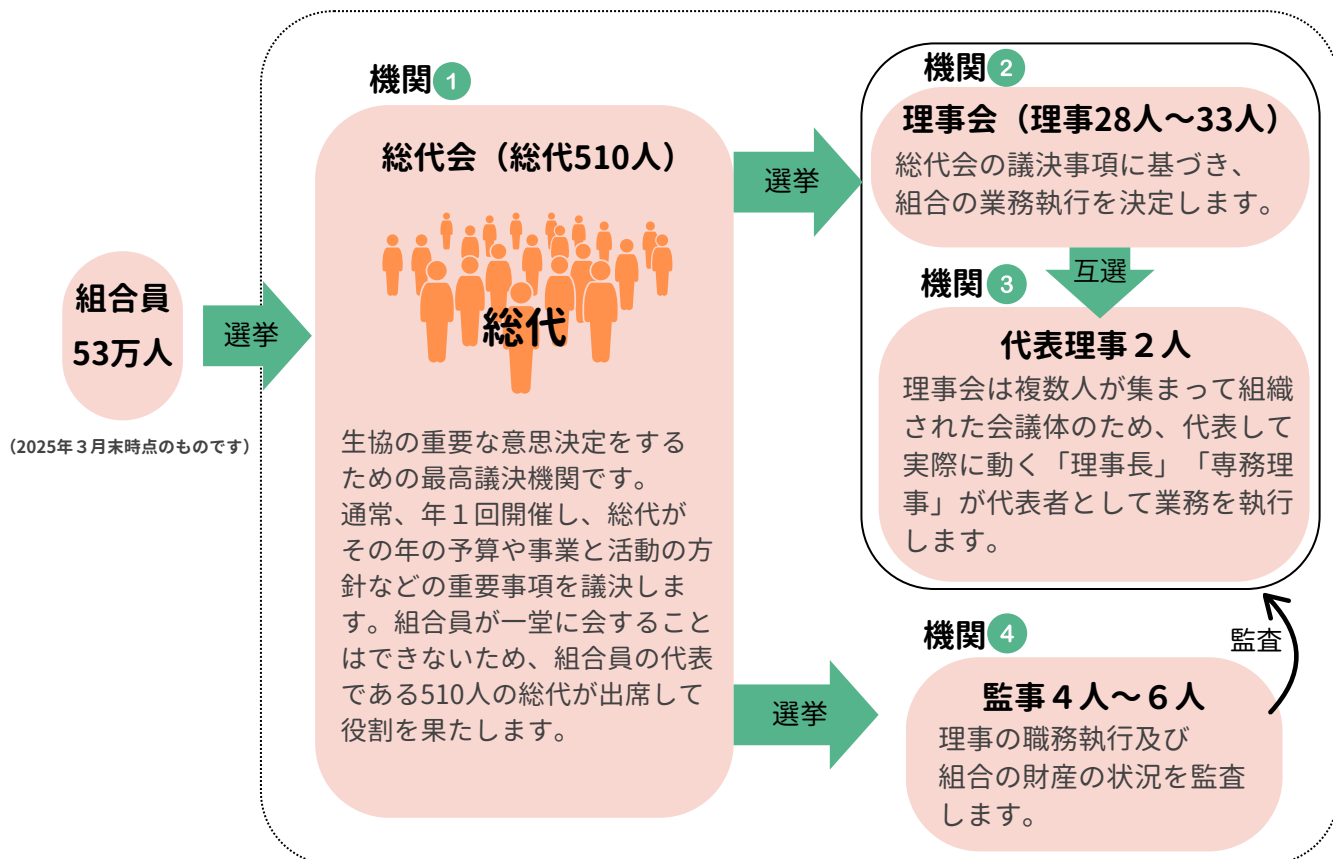 組合員
53万人
(2025年3月末時点のものです)
選挙
機関1
総代会(総代510人)
総代
生協の重要な意思決定をする
ための最高議決機関です。
通常、年1回開催し、総代が
その年の予算や事業と活動の方
針などの重要事項を議決しま
す。組合員が一堂に会すること
はできないため、組合員の代表
である510人の総代が出席して
役割を果たします。
選挙
機関2
理事会(理事28人〜33人)
総代会の議決事項に基づき、
組合の業務執行を決定します。
互選
機関3
代表理事2人
理事会は複数人が集まって組織
された会議体のため、代表して
実際に動く「理事長」「専務理
事」が代表者として業務を執行
します。
選挙
機関4
監事4人〜6人
理事の職務執行及び
組合の財産の状況を監査
します。
監査